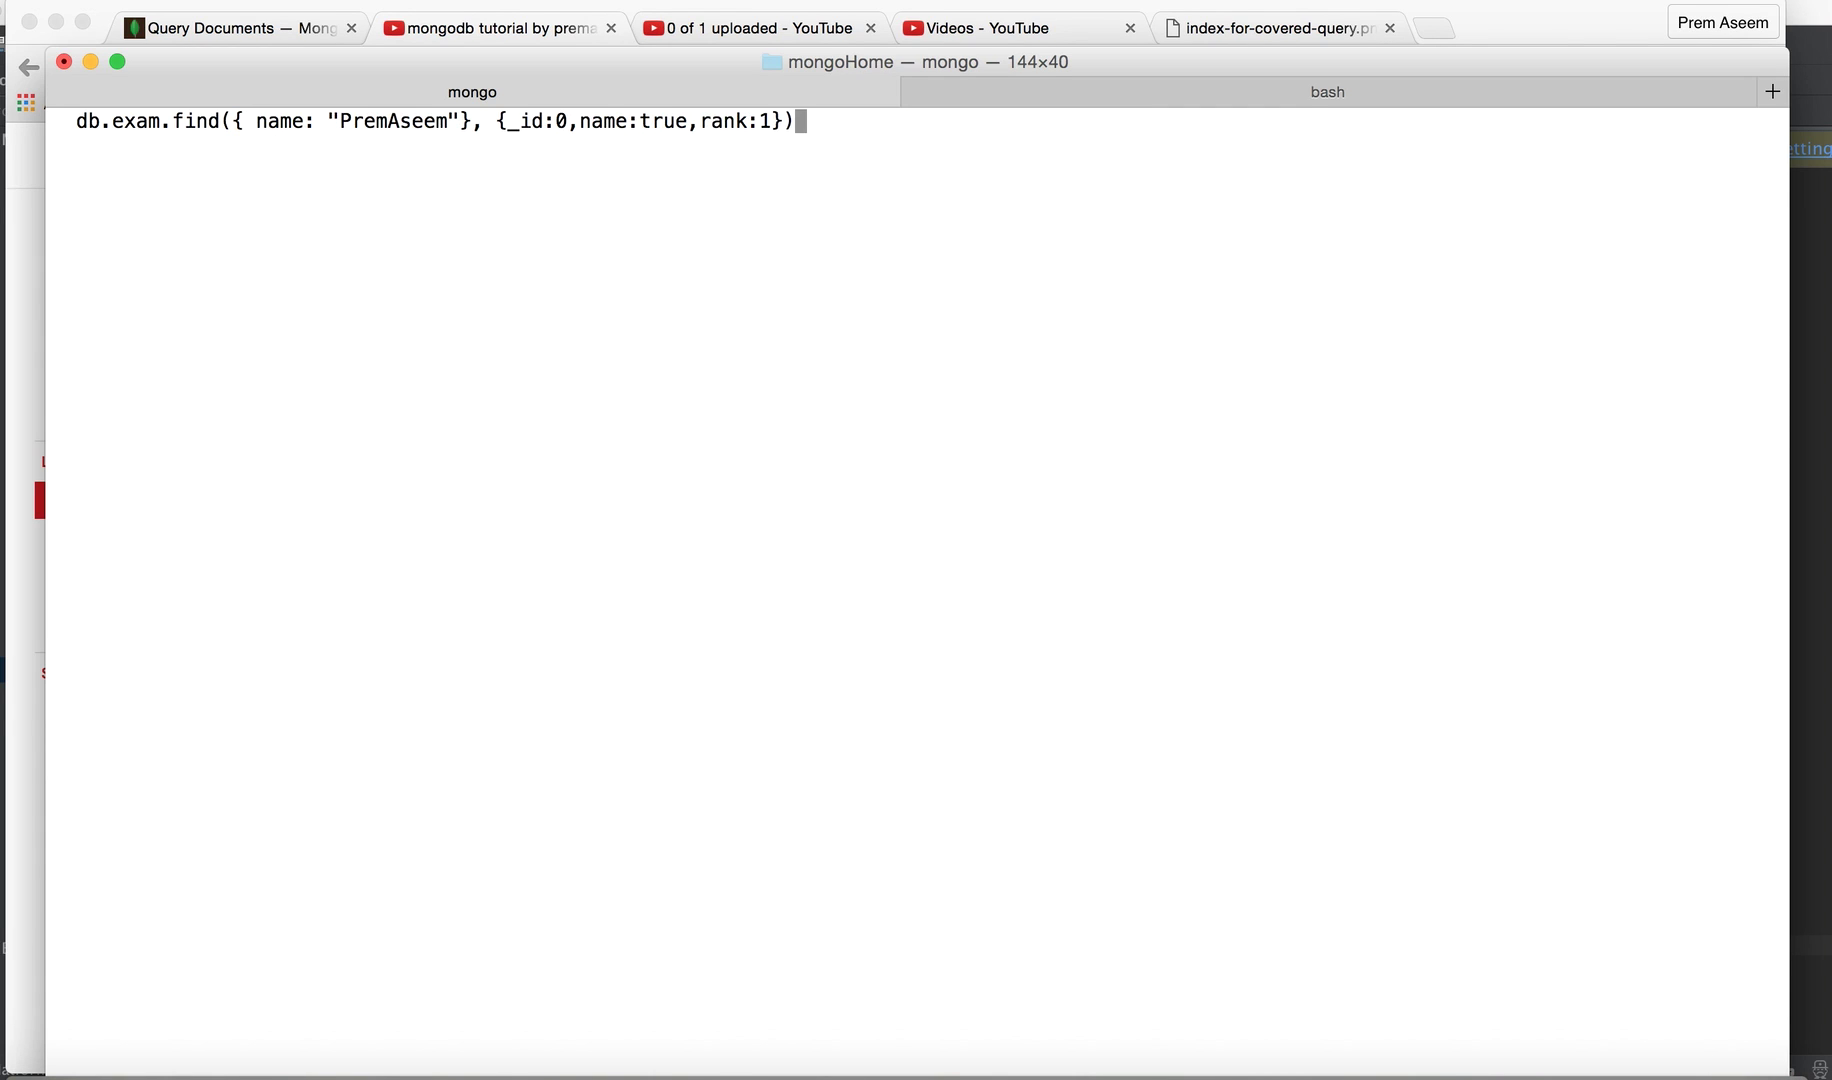 Query Documents — Mong
mongodb tutorial by prema
0 of 1 uploaded - YouTube
Videos - YouTube
index-for-covered-query.pn
Prem Aseem
mongoHome — mongo — 144×40
mongo
bash
db.exam.find({ name: "PremAseem"}, {_id:0,name:true,rank:1})
etting